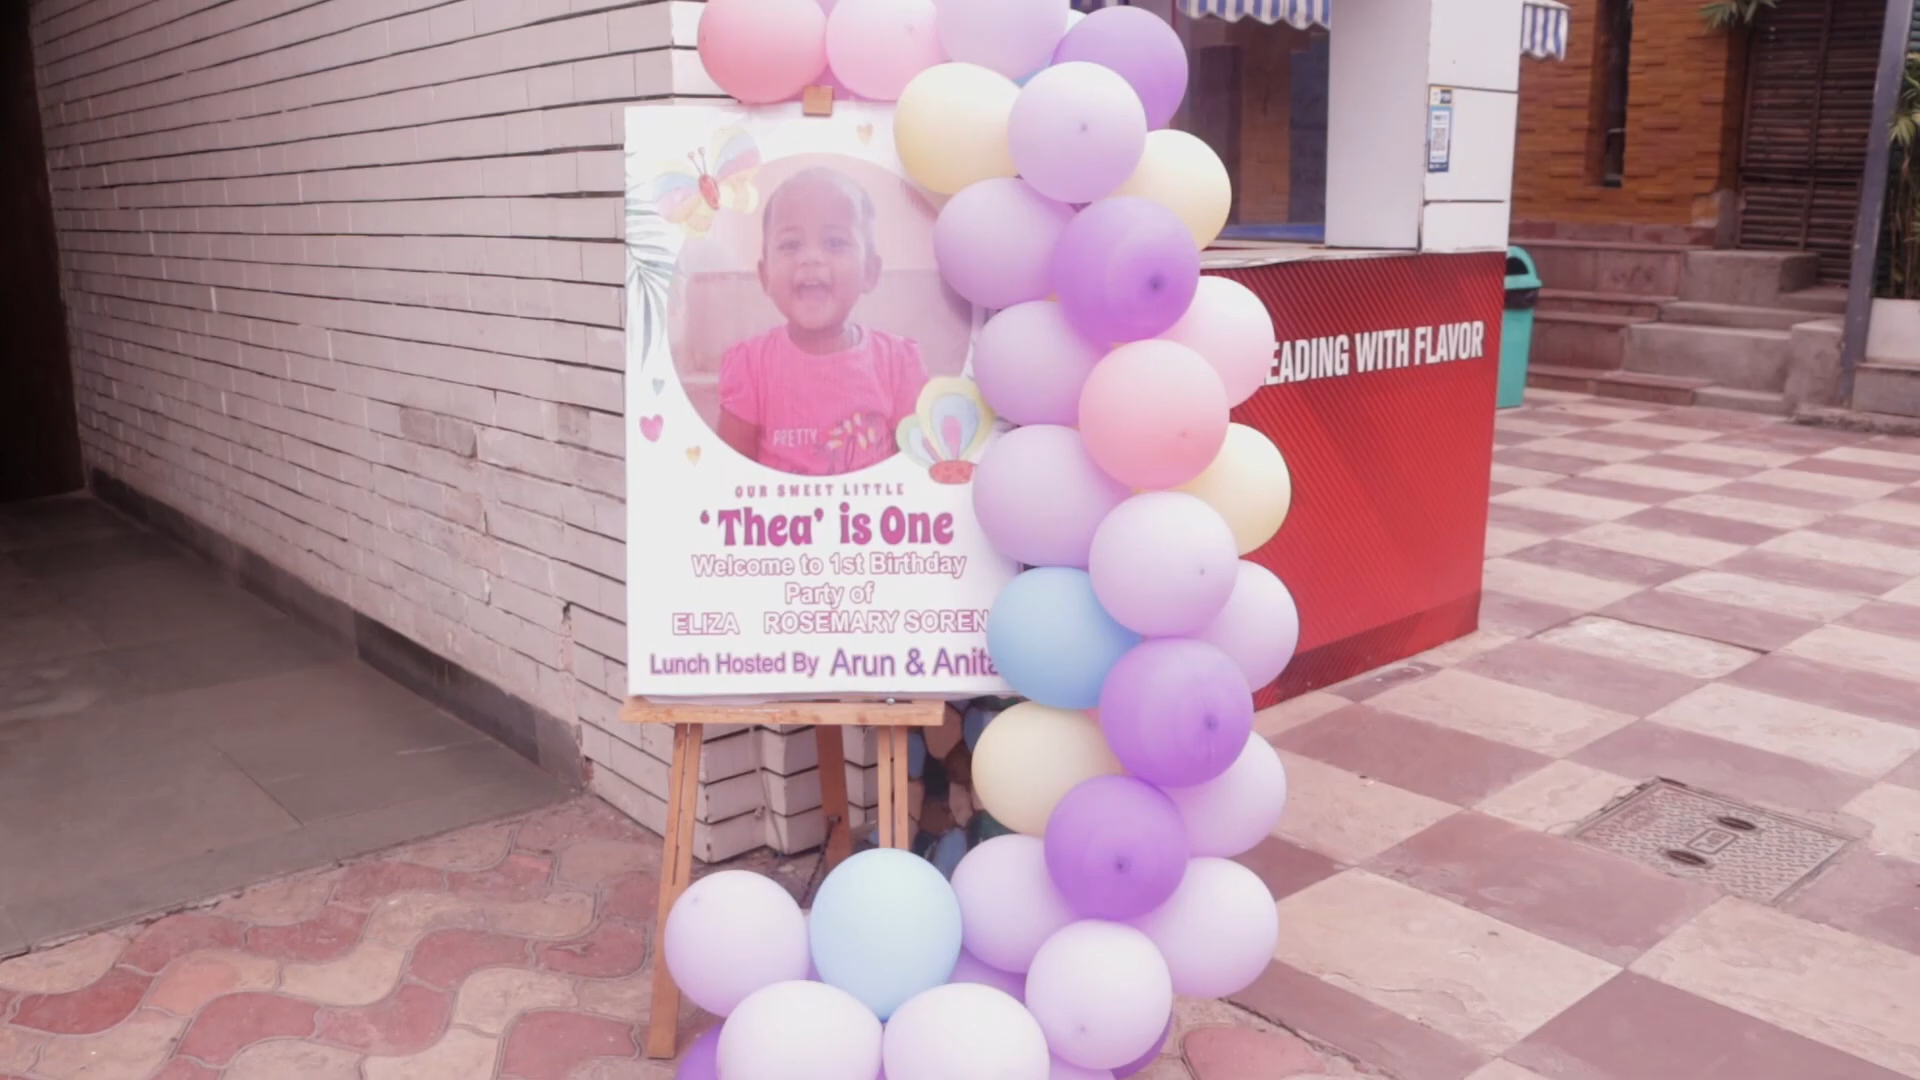 PRETTY
OUR SWEET LITTLE
‘Thea’ is One
Welcome to 1st Birthday
Party of
ELIZA ROSEMARY SOREN
Lunch Hosted By Arun & Anita
EADING WITH FLAVOR